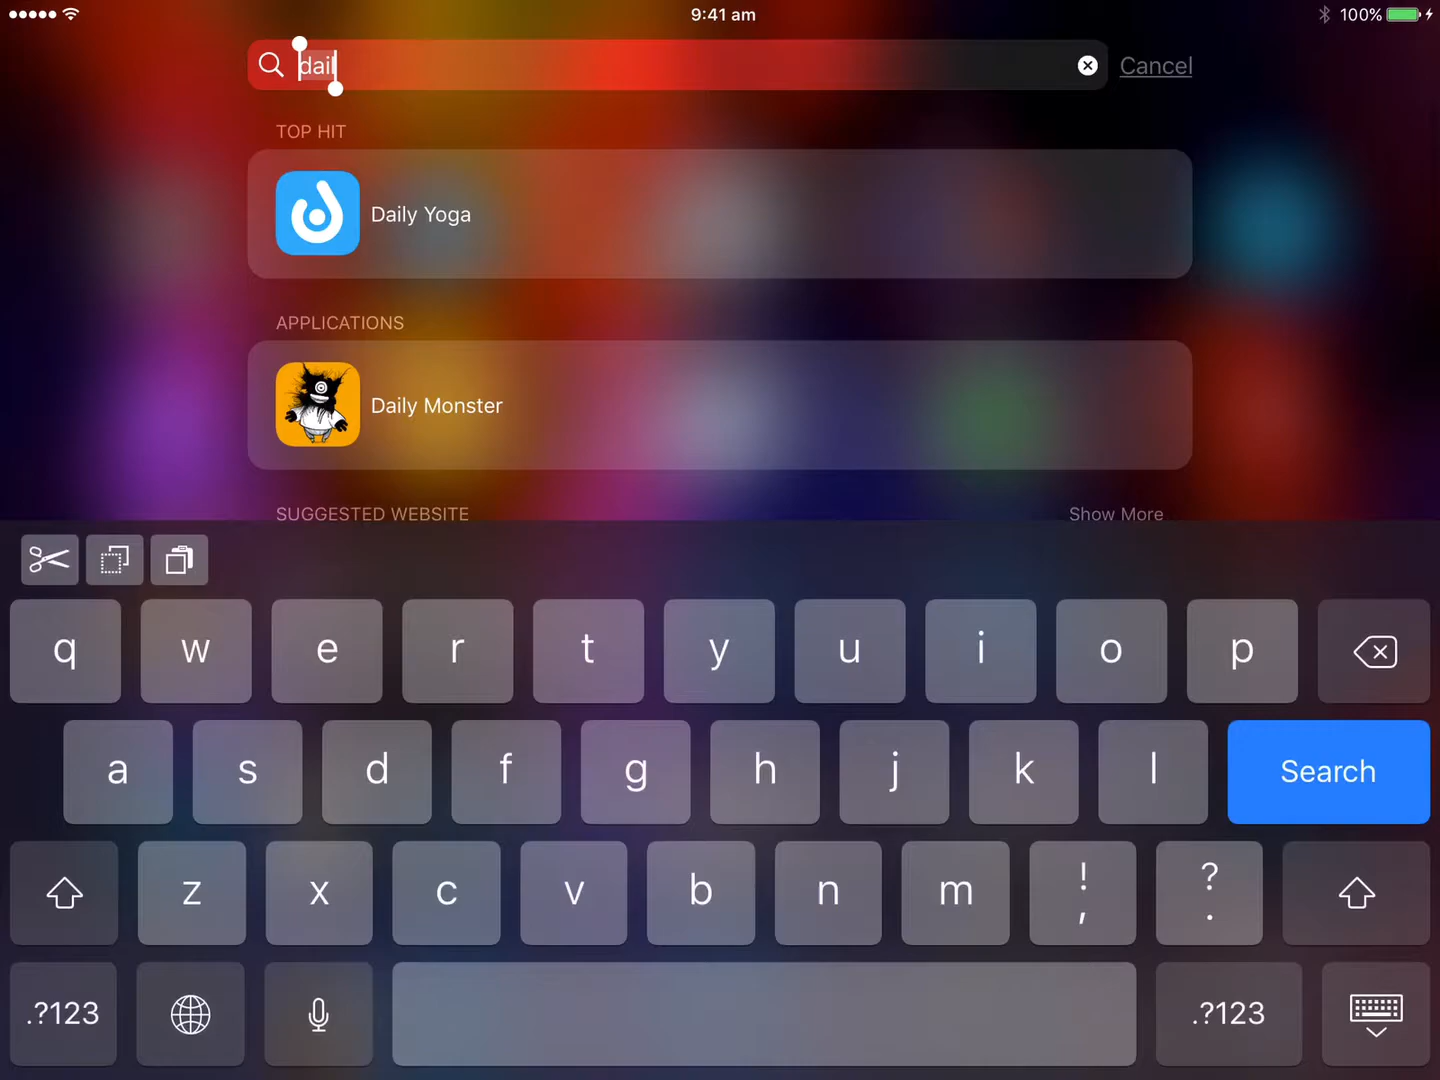 9:41 am
100%
dail
Cancel
TOP HIT
Daily Yoga
APPLICATIONS
Daily Monster
SUGGESTED WEBSITE
Show More
q w e r t y u i o p
a s d f g h j k l Search
z x c v b n m ! , ? .
.?123 .?123